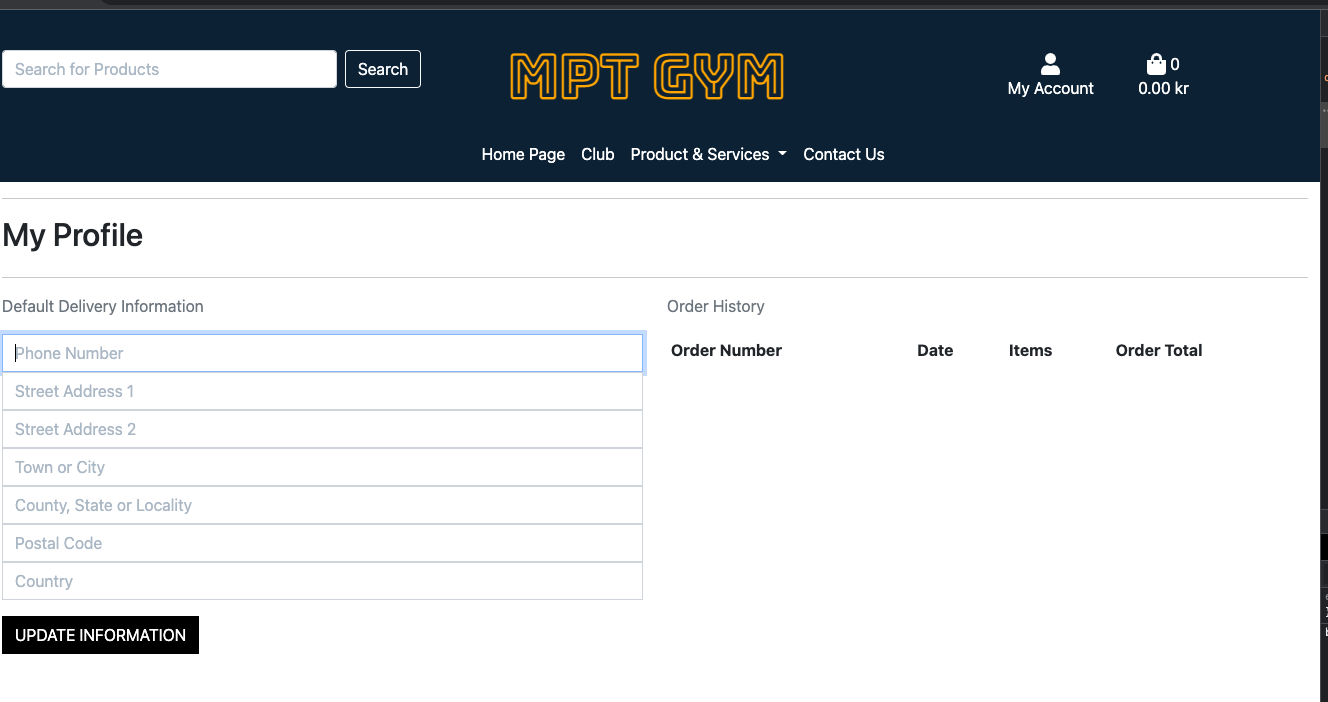 Search for Products
Search
MPT GYM
My Account
0
0.00 kr
Home Page Club Product & Services Contact Us
My Profile
Default Delivery Information
Phone Number
Street Address 1
Street Address 2
Town or City
County, State or Locality
Postal Code
Country
UPDATE INFORMATION
Order History
Order Number Date Items Order Total